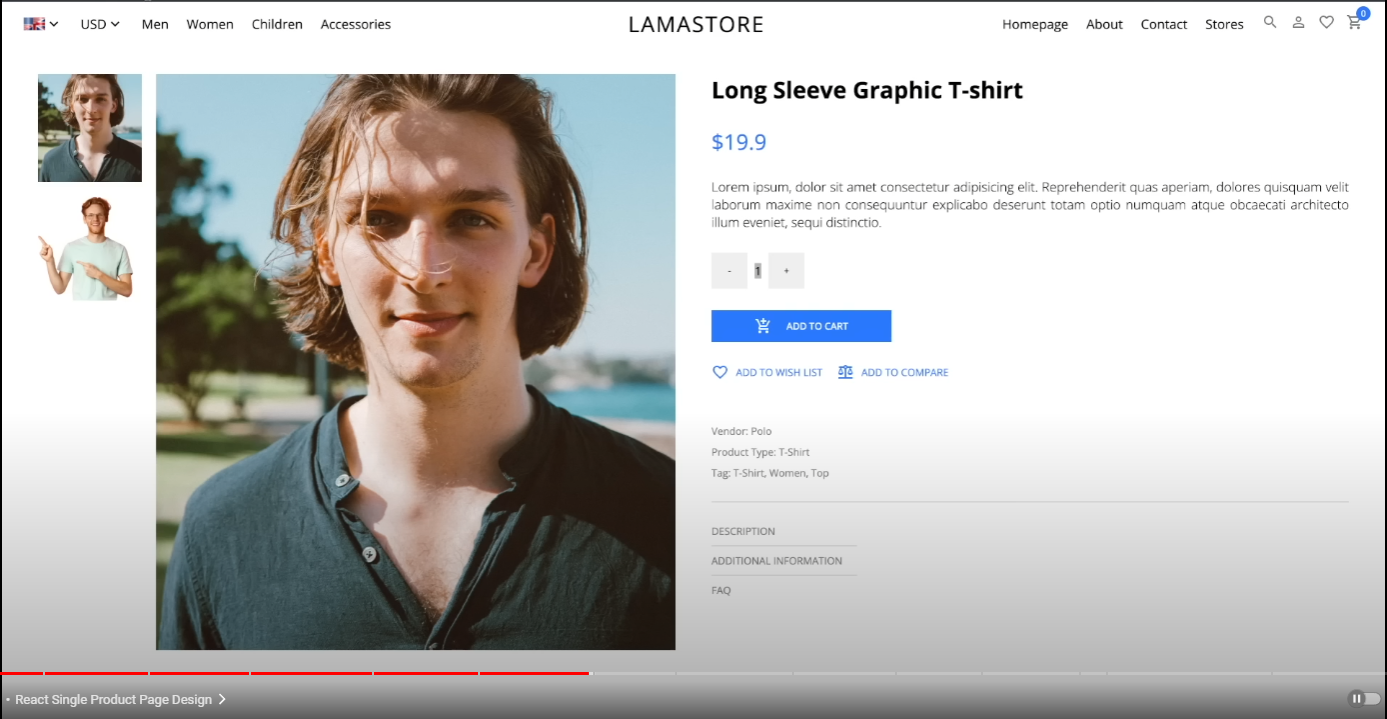 USD
Men
Women
Children
Accessories
LAMASTORE
Homepage
About
Contact
Stores
0
Long Sleeve Graphic T-shirt
$19.9
Lorem ipsum, dolor sit amet consectetur adipisicing elit. Reprehenderit quas aperiam, dolores quisquam velit
laborum maxime non consequuntur explicabo deserunt totam optio numquam atque obcaecati architecto
illum eveniet, sequi distinctio.
- 1 +
ADD TO CART
ADD TO WISH LIST
ADD TO COMPARE
Vendor: Polo
Product Type: T-Shirt
Tag: T-Shirt, Women, Top
DESCRIPTION
ADDITIONAL INFORMATION
FAQ
• React Single Product Page Design